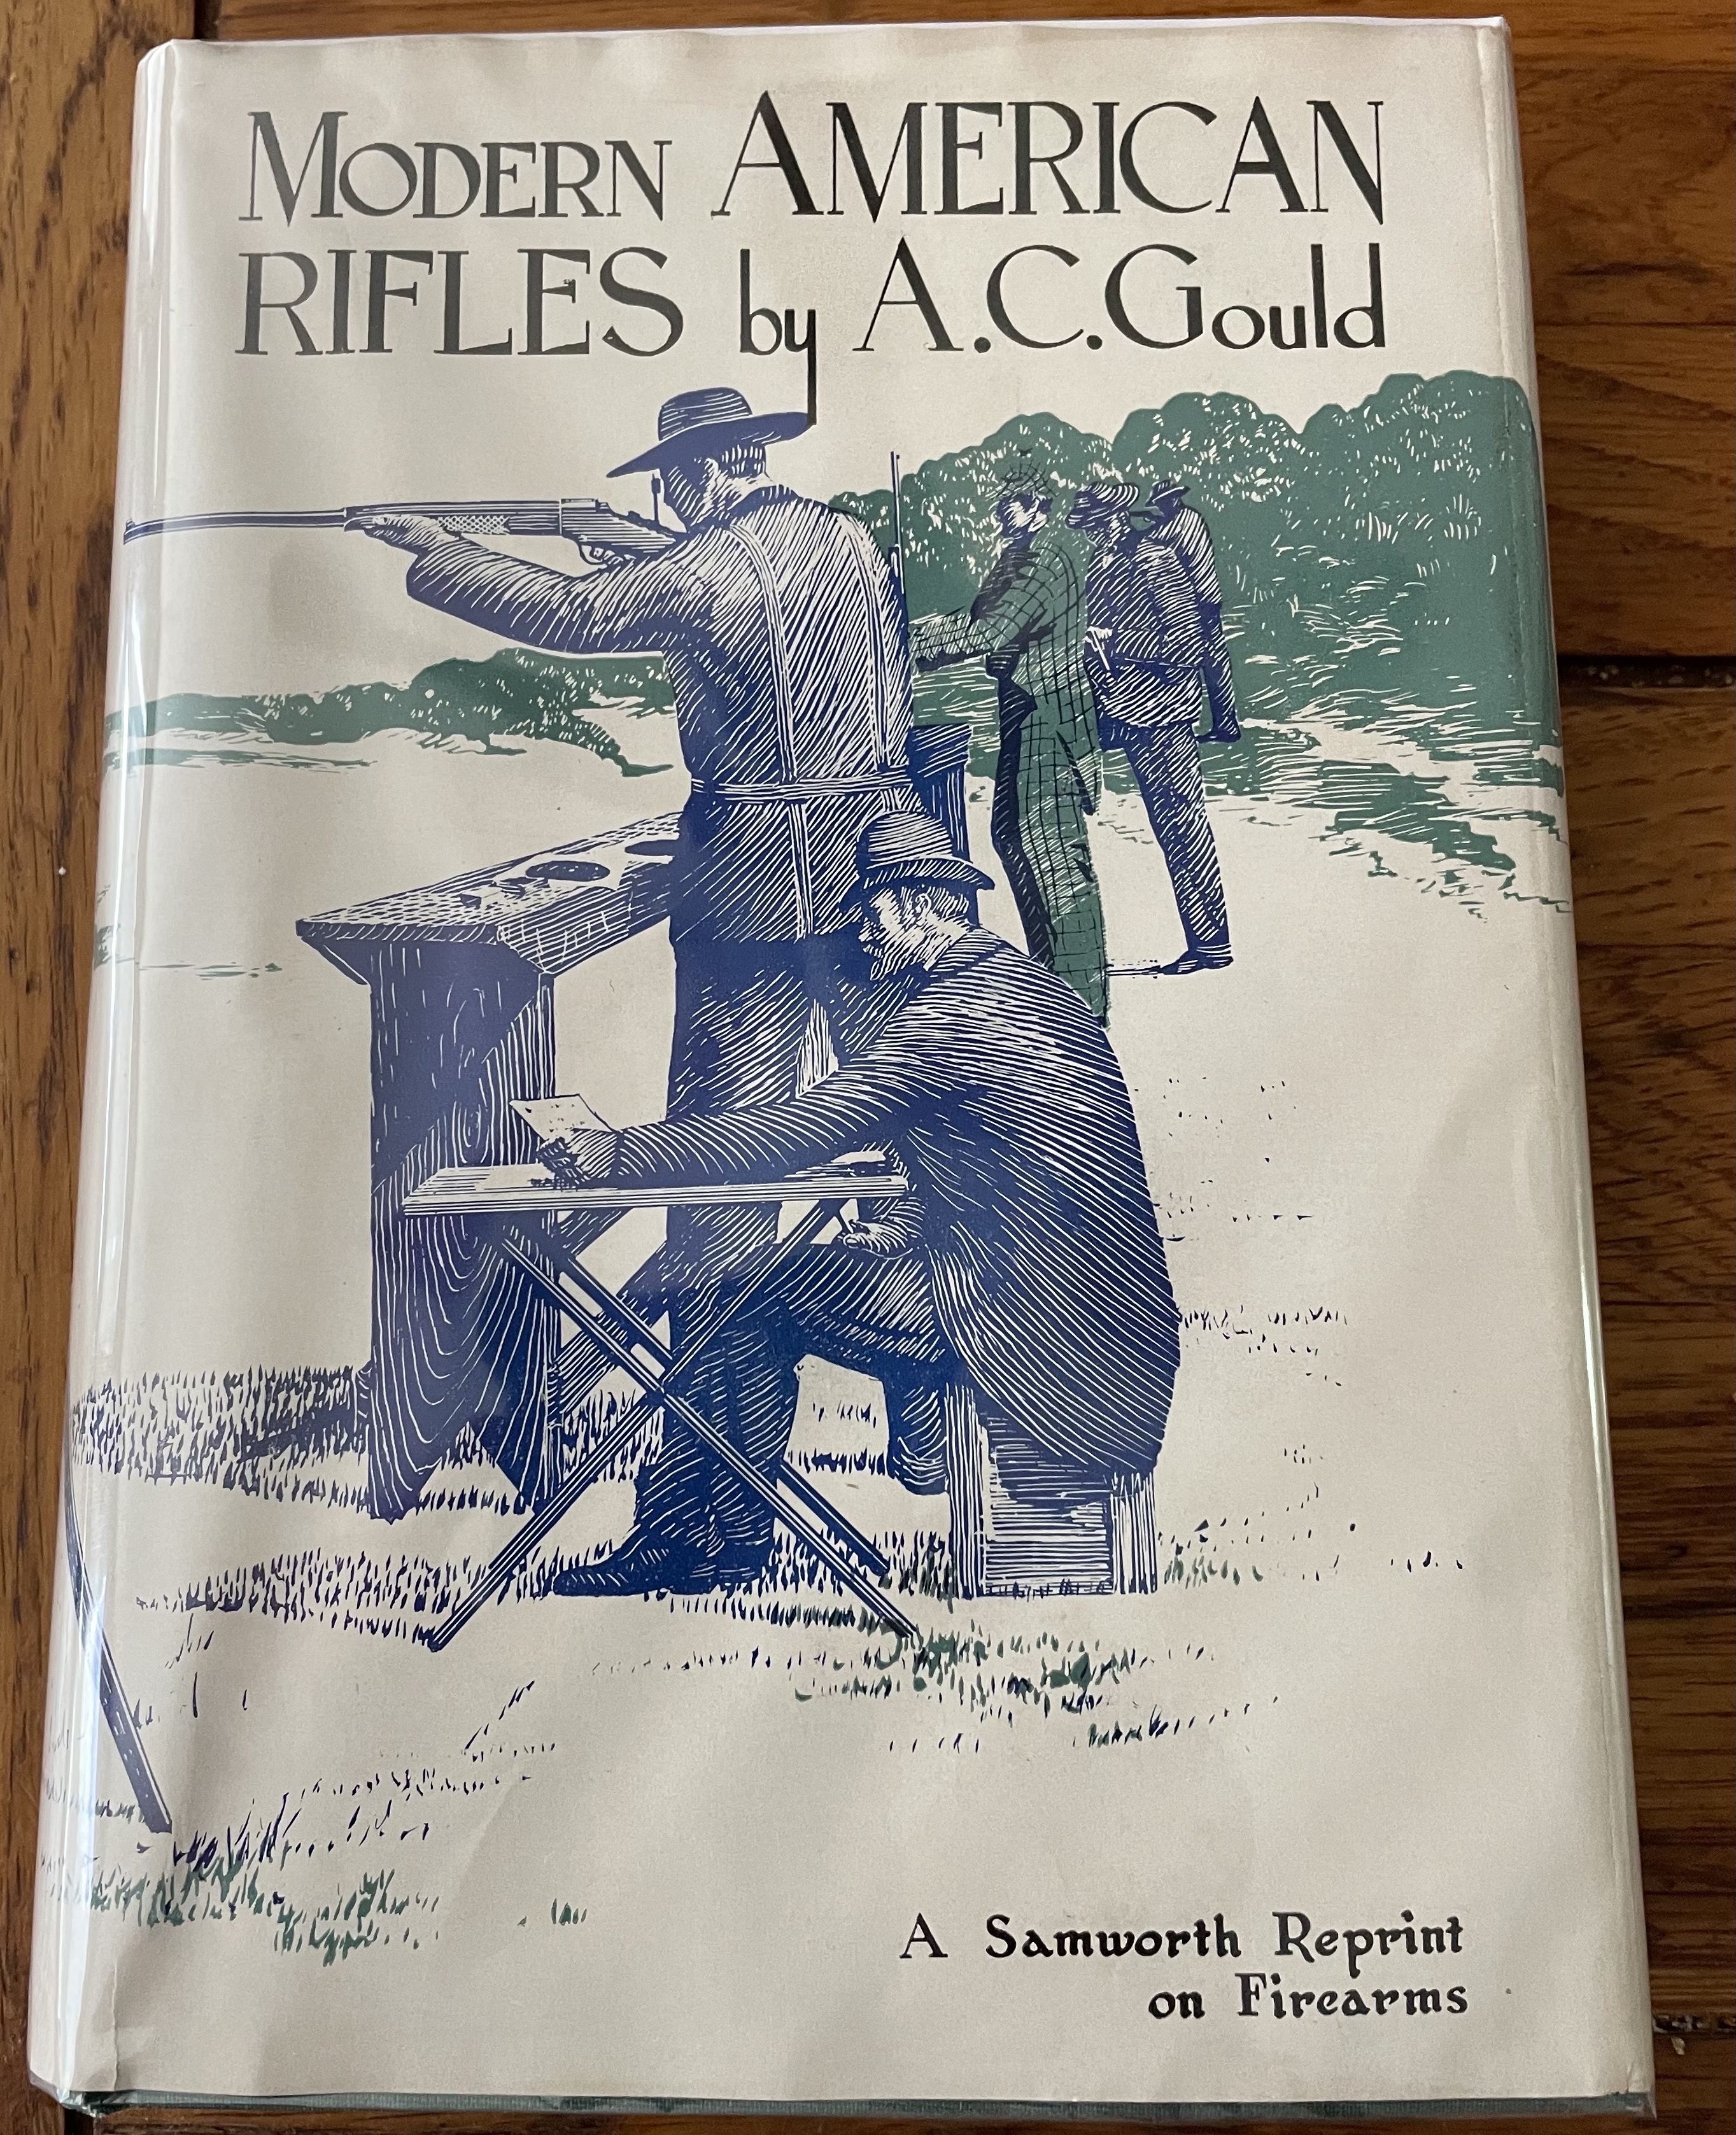 MODERN AMERICAN
RIFLES by A.C.Gould
A Samworth Reprint
on Firearms